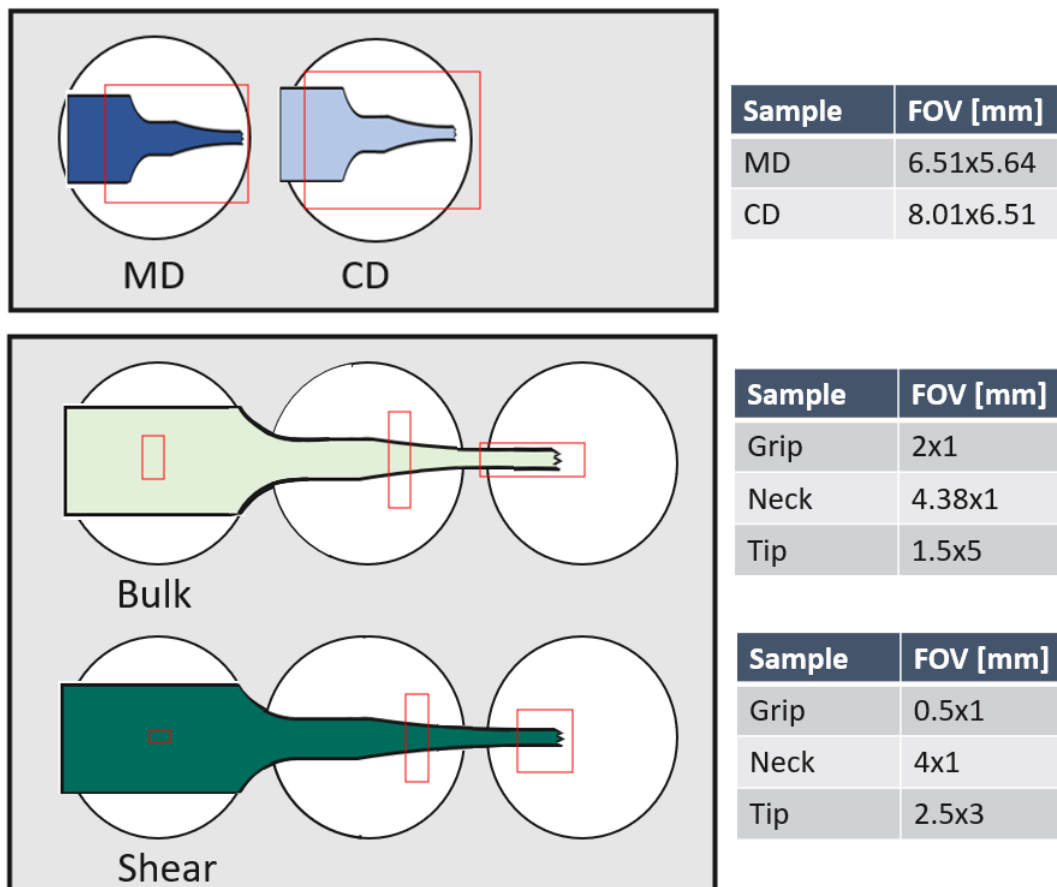 MD
CD
Sample FOV [mm]
MD 6.51x5.64
CD 8.01x6.51
Bulk
Sample FOV [mm]
Grip 2x1
Neck 4.38x1
Tip 1.5x5
Shear
Sample FOV [mm]
Grip 0.5x1
Neck 4x1
Tip 2.5x3